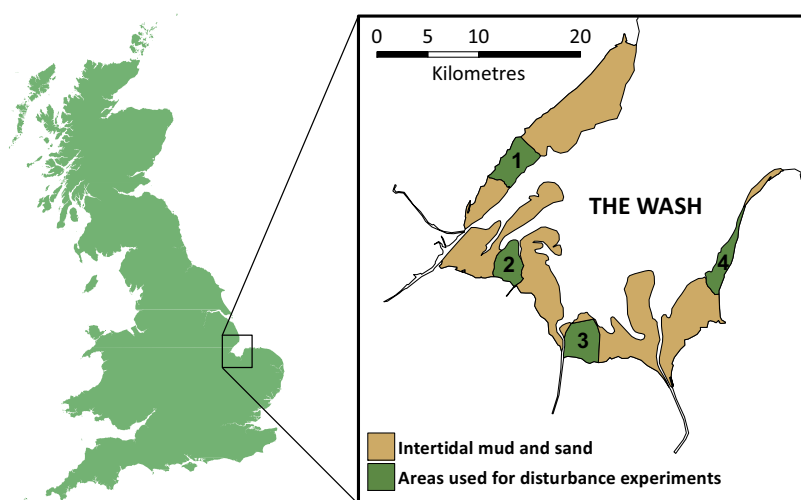 0 5 10 20
Kilometres
1
THE WASH
2
4
3
Intertidal mud and sand
Areas used for disturbance experiments